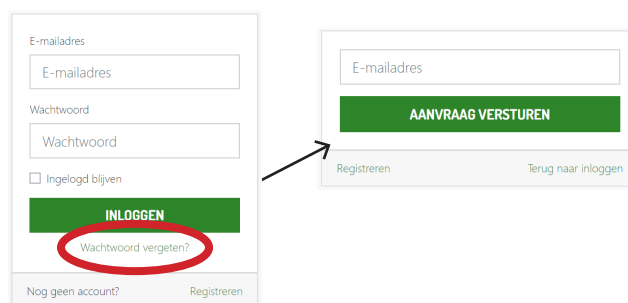 E-mailadres
E-mailadres
Wachtwoord
Wachtwoord
Ingelogd blijven
INLOGGEN
Wachtwoord vergeten?
Nog geen account? Registreren
E-mailadres
AANVRAAG VERSTUREN
Registreren Terug naar inloggen